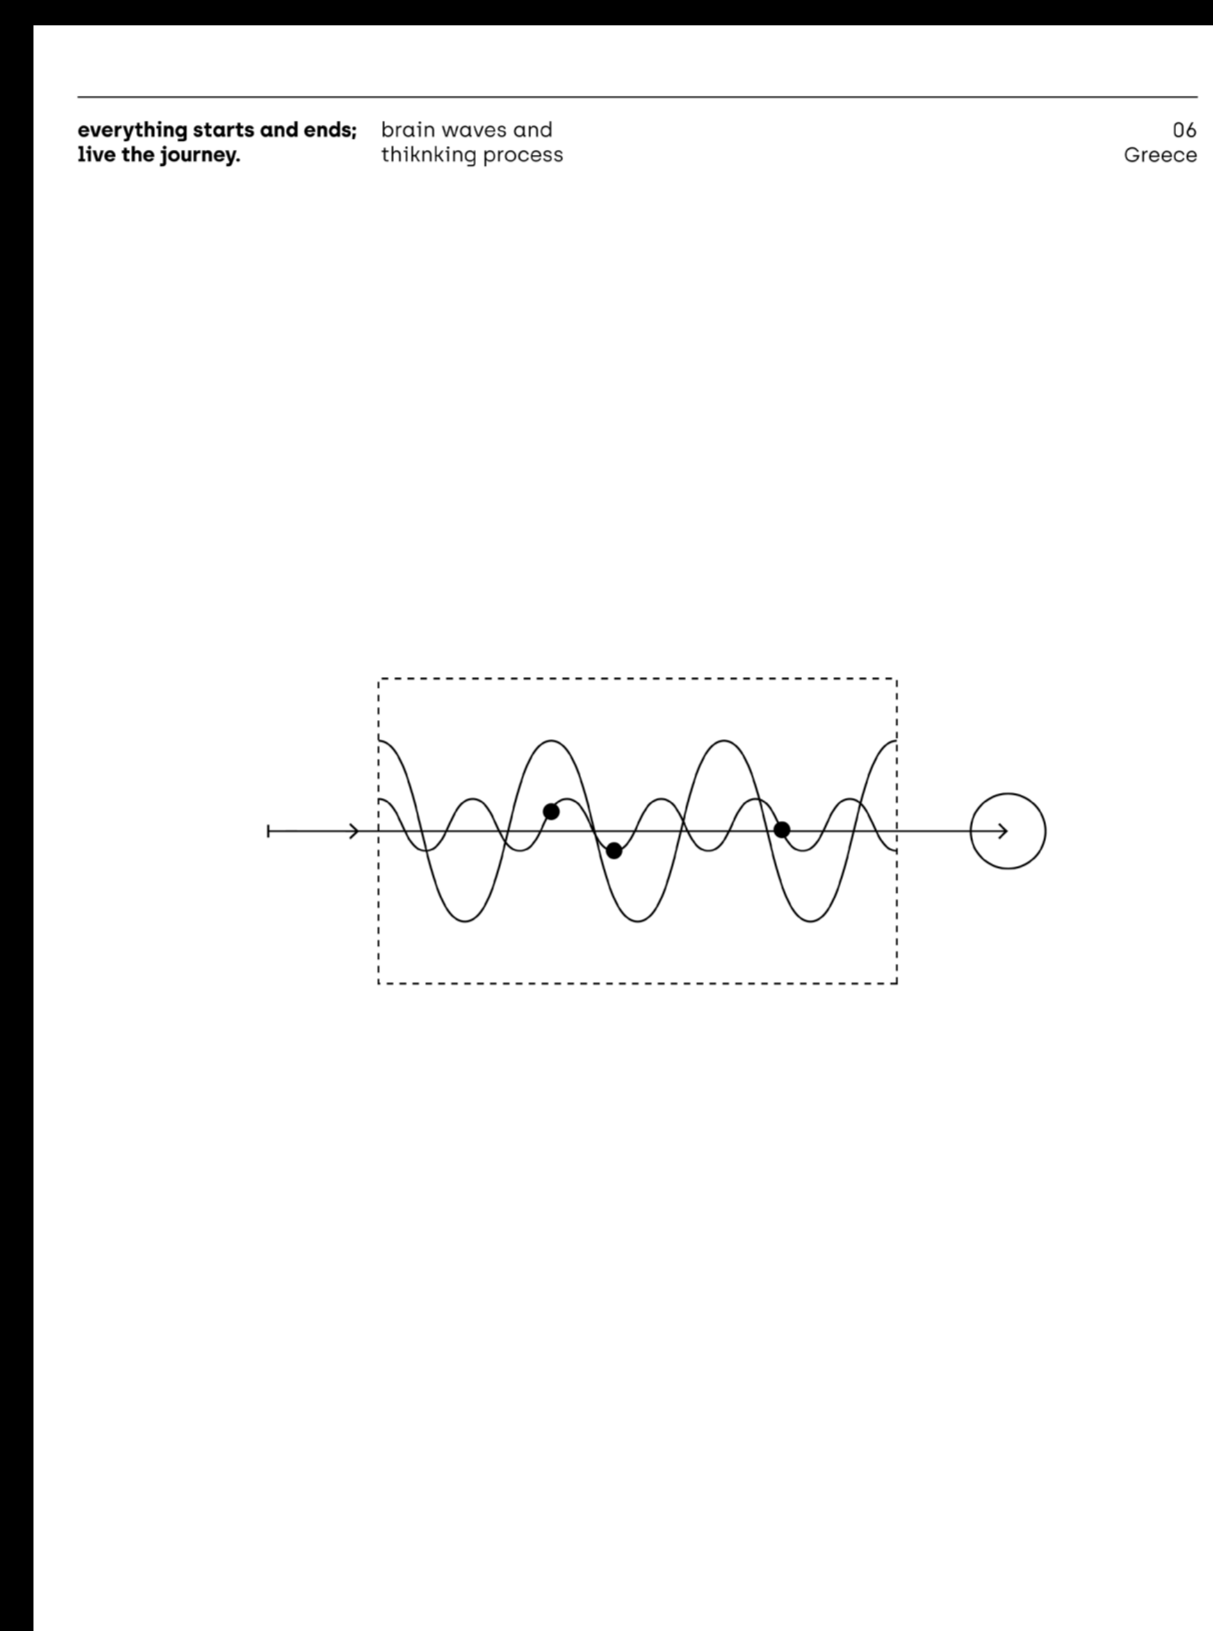 everything starts and ends;
live the journey.
brain waves and
thiknking process
06
Greece